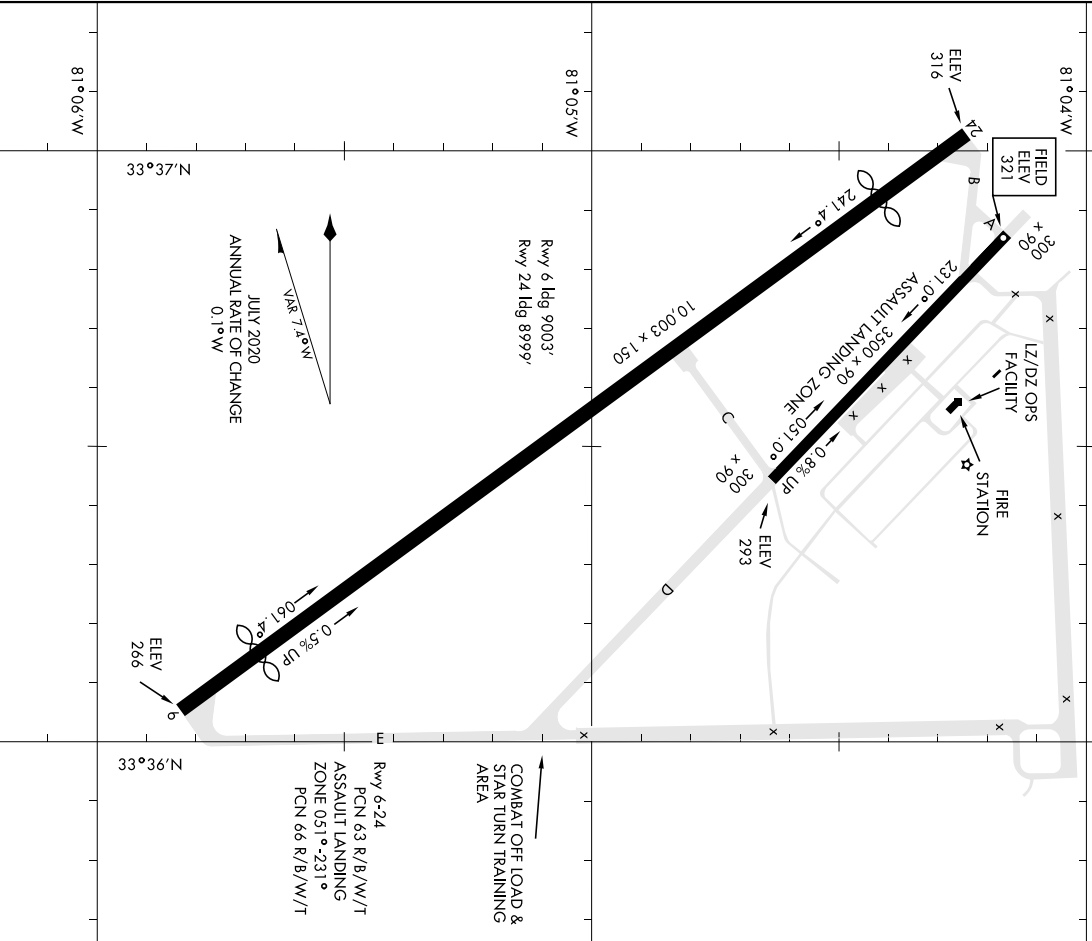 ELEV
316
24
FIELD
ELEV
321
B
A
300
x 90
81°04'W
81°05'W
81°06'W
33°37'N
241.4°
231.0°
ASSAULT LANDING ZONE
3500 x 90
Rwy 6 ldg 9003'
Rwy 24 ldg 8999'
10,003 x 150
VAR 7.4°W
JULY 2020
ANNUAL RATE OF CHANGE
0.1°W
x
x
x
x
x
LZ/DZ OPS
FACILITY
FIRE
STATION
C
051.0°
0.8% UP
300
x 90
ELEV
293
D
x
x
x
x
x
061.4°
0.5% UP
ELEV
266
6
E
33°36'N
COMBAT OFF LOAD &
STAR TURN TRAINING
AREA
Rwy 6-24
PCN 63 R/B/W/T
ASSAULT LANDING
ZONE 051°-231°
PCN 66 R/B/W/T